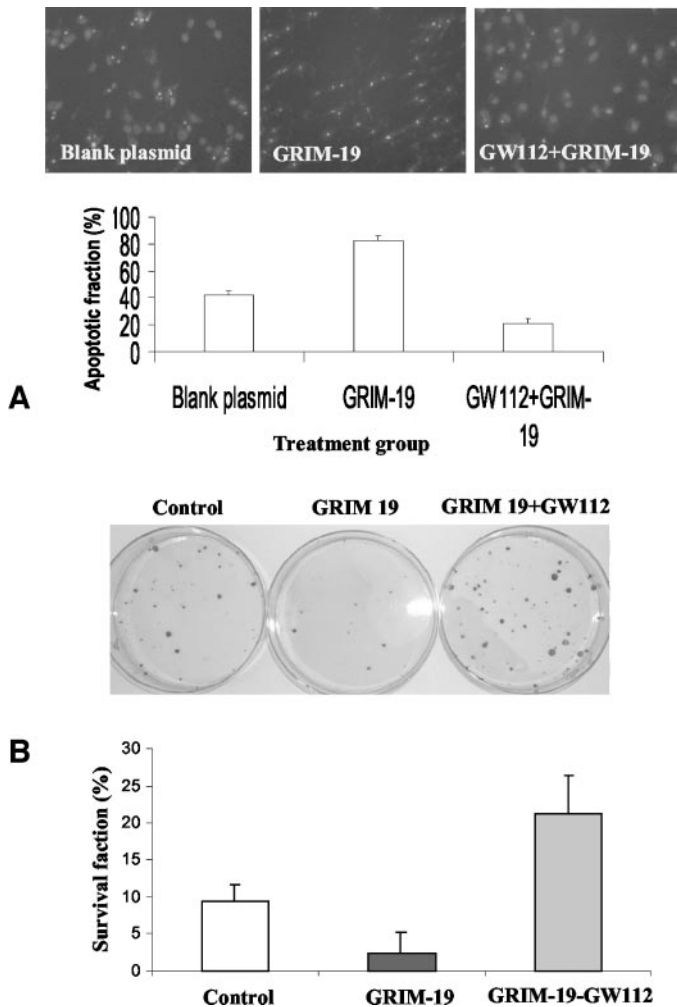 Blank plasmid
GRIM-19
GW112+GRIM-19
Apoptotic fraction (%)
100
80
60
40
20
0
Blank plasmid
GRIM-19
GW112+GRIM-
19
A
Treatment group
Control
GRIM 19
GRIM 19+GW112
B
Survival faction (%)
30
25
20
15
10
5
0
Control
GRIM-19
GRIM-19-GW112